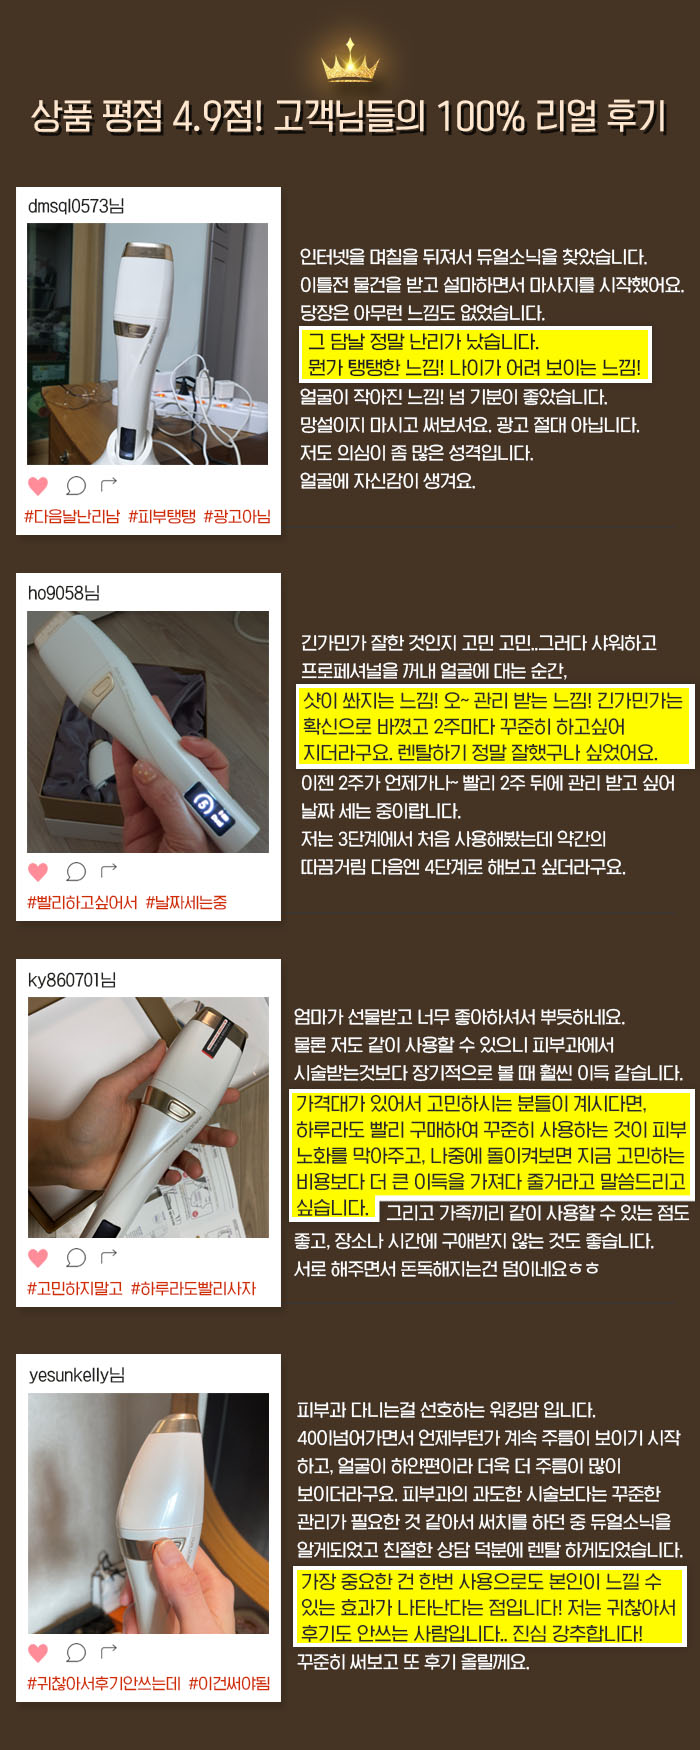 상품 평점 4.9점! 고객님들의 100% 리얼 후기
dmsql0573님
#다음날난리남 #피부탱탱 #광고아님
인터넷을 며칠을 뒤져서 듀얼소닉을 찾았습니다.
이틀전 물건을 받고 설마하면서 마사지를 시작했어요.
당장은 아무런 느낌도 없었습니다.
그 담날 정말 난리가 났습니다.
뭔가 탱탱한 느낌! 나이가 어려 보이는 느낌!
얼굴이 작아진 느낌! 넘 기분이 좋았습니다.
망설이지 마시고 써보셔요. 광고 절대 아닙니다.
저도 의심이 좀 많은 성격입니다.
얼굴에 자신감이 생겨요.
ho9058님
#빨리하고싶어서 #날짜세는중
긴가민가 잘한 것인지 고민 고민..그러다 샤워하고
프로페셔널을 꺼내 얼굴에 대는 순간,
샷이 쏴지는 느낌! 오~ 관리 받는 느낌! 긴가민가는
확신으로 바꼈고 2주마다 꾸준히 하고싶어
지더라구요. 렌탈하기 정말 잘했구나 싶었어요.
이젠 2주가 언제가나~ 빨리 2주 뒤에 관리 받고 싶어
날짜 세는 중이랍니다.
저는 3단계에서 처음 사용해봤는데 약간의
따끔거림 다음엔 4단계로 해보고 싶더라구요.
ky860701님
#고민하지말고 #하루라도빨리사자
엄마가 선물받고 너무 좋아하셔서 뿌듯하네요.
물론 저도 같이 사용할 수 있으니 피부과에서
시술받는것보다 장기적으로 볼 때 훨씬 이득 같습니다.
가격대가 있어서 고민하시는 분들이 계시다면,
하루라도 빨리 구매하여 꾸준히 사용하는 것이 피부
노화를 막아주고, 나중에 돌이켜보면 지금 고민하는
비용보다 더 큰 이득을 가져다 줄거라고 말씀드리고
싶습니다. 그리고 가족끼리 같이 사용할 수 있는 점도
좋고, 장소나 시간에 구애받지 않는 것도 좋습니다.
서로 해주면서 돈독해지는건 덤이네요ㅎㅎ
yesunkelly님
#귀찮아서후기안쓰는데 #이건써야됨
피부과 다니는걸 선호하는 워킹맘 입니다.
40이넘어가면서 언제부턴가 계속 주름이 보이기 시작
하고, 얼굴이 하얀편이라 더욱 더 주름이 많이
보이더라구요. 피부과의 과도한 시술보다는 꾸준한
관리가 필요한 것 같아서 써치를 하던 중 듀얼소닉을
알게되었고 친절한 상담 덕분에 렌탈 하게되었습니다.
가장 중요한 건 한번 사용으로도 본인이 느낄 수
있는 효과가 나타난다는 점입니다! 저는 귀찮아서
후기도 안쓰는 사람입니다.. 진심 강추합니다!
꾸준히 써보고 또 후기 올릴께요.